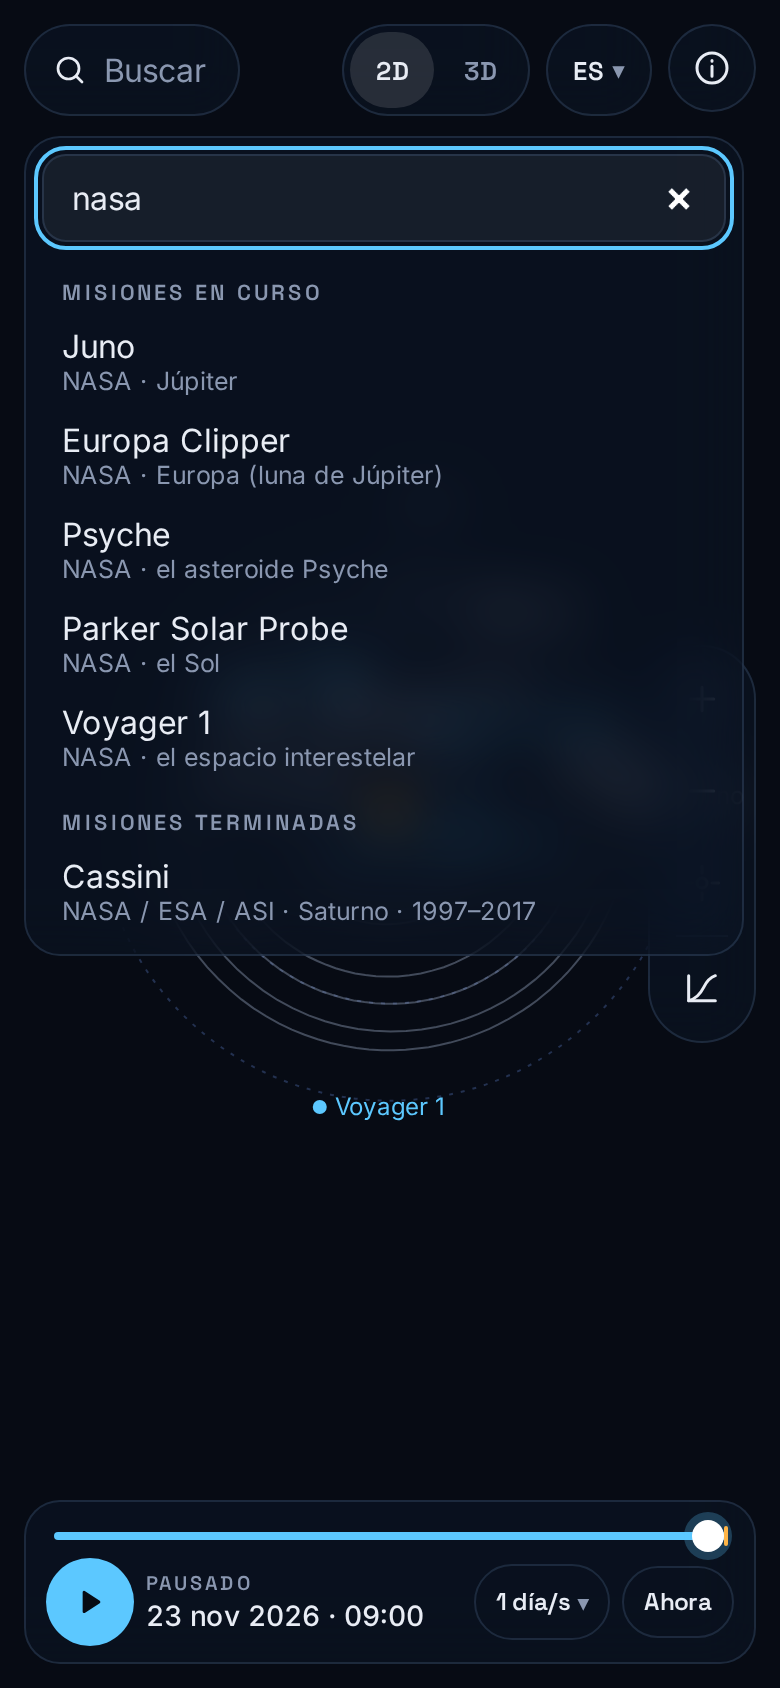 Buscar
2D 3D ES ▾
nasa
MISIONES EN CURSO
Juno
NASA · Júpiter
Europa Clipper
NASA · Europa (luna de Júpiter)
Psyche
NASA · el asteroide Psyche
Parker Solar Probe
NASA · el Sol
Voyager 1
NASA · el espacio interestelar
MISIONES TERMINADAS
Cassini
NASA / ESA / ASI · Saturno · 1997–2017
Voyager 1
PAUSADO
23 nov 2026 · 09:00
1 día/s ▾
Ahora